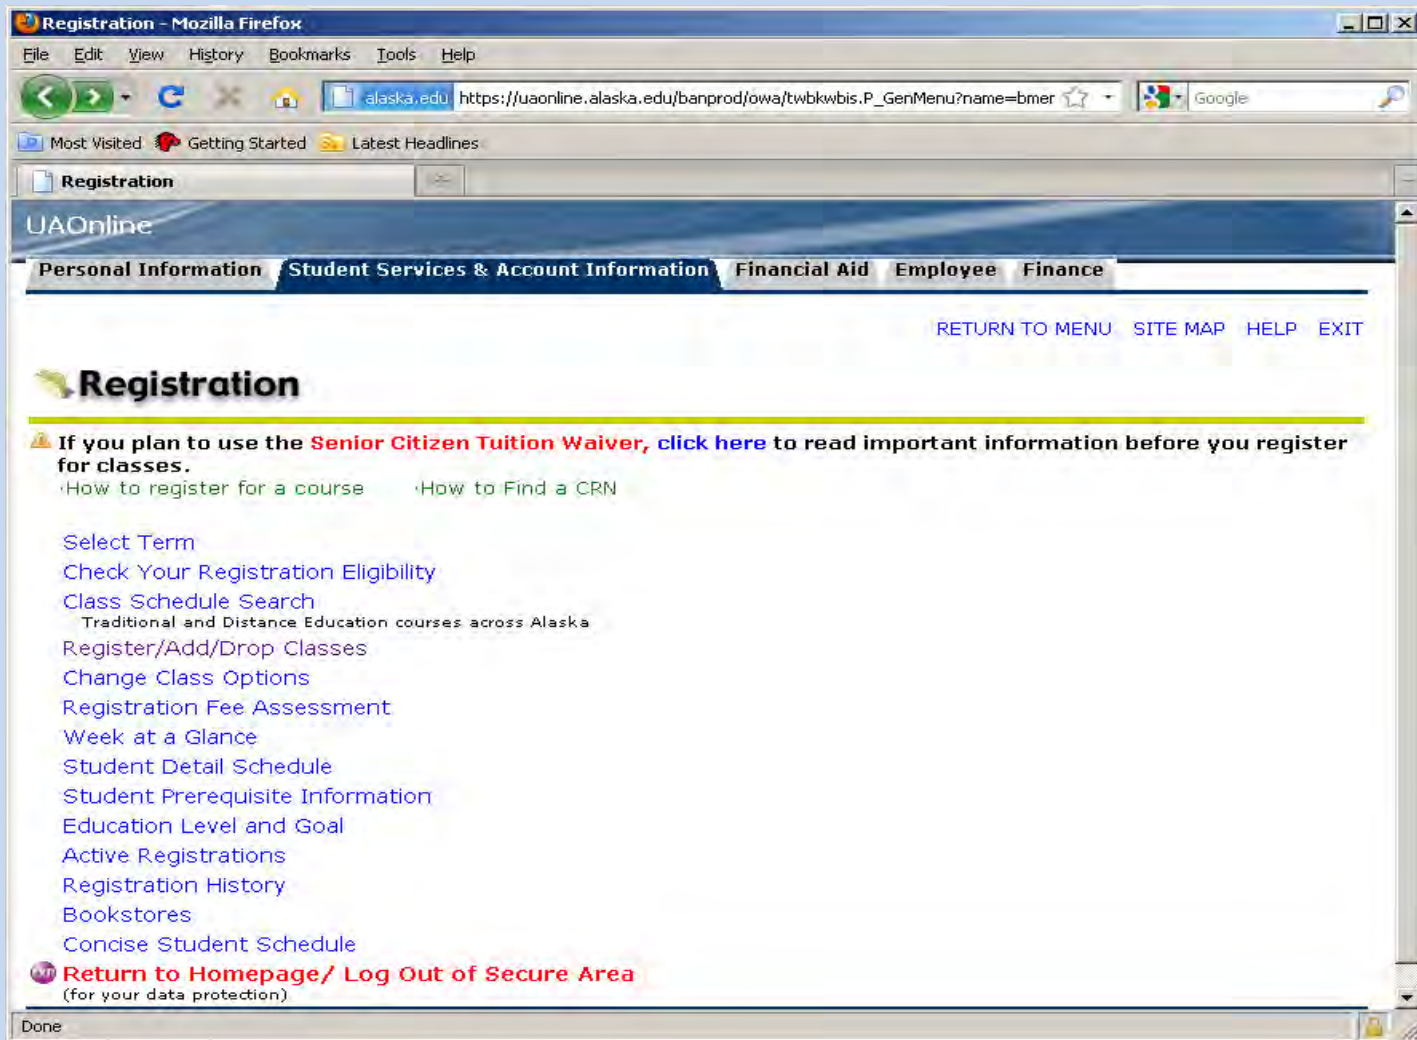 Registration - Mozilla Firefox
File Edit View History Bookmarks Tools Help
alaska.edu https://uaonline.alaska.edu/banprod/owa/twbkwbis.P_GenMenu?name=bmer Google
Most Visited Getting Started Latest Headlines
Registration
UAOnline
Personal Information Student Services & Account Information Financial Aid Employee Finance
RETURN TO MENU SITE MAP HELP EXIT
Registration
If you plan to use the Senior Citizen Tuition Waiver, click here to read important information before you register
for classes.
·How to register for a course ·How to Find a CRN
Select Term
Check Your Registration Eligibility
Class Schedule Search
Traditional and Distance Education courses across Alaska
Register/Add/Drop Classes
Change Class Options
Registration Fee Assessment
Week at a Glance
Student Detail Schedule
Student Prerequisite Information
Education Level and Goal
Active Registrations
Registration History
Bookstores
Concise Student Schedule
Return to Homepage/ Log Out of Secure Area
(for your data protection)
Done